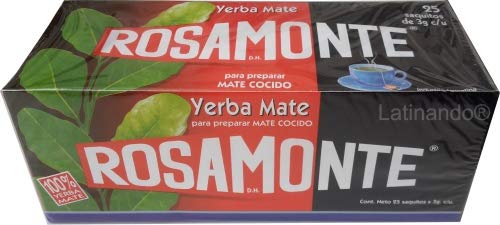 Yerba Mate
25
saquitos
de 3g c/u
ROSAMONTE®
D.H.
para preparar
MATE COCIDO
Latinando®
Yerba Mate
para preparar MATE COCIDO
ROSAMONTE®
D.H.
100%
YERBA
MATE
Cont. Neto 25 saquitos x 3g. c/u.